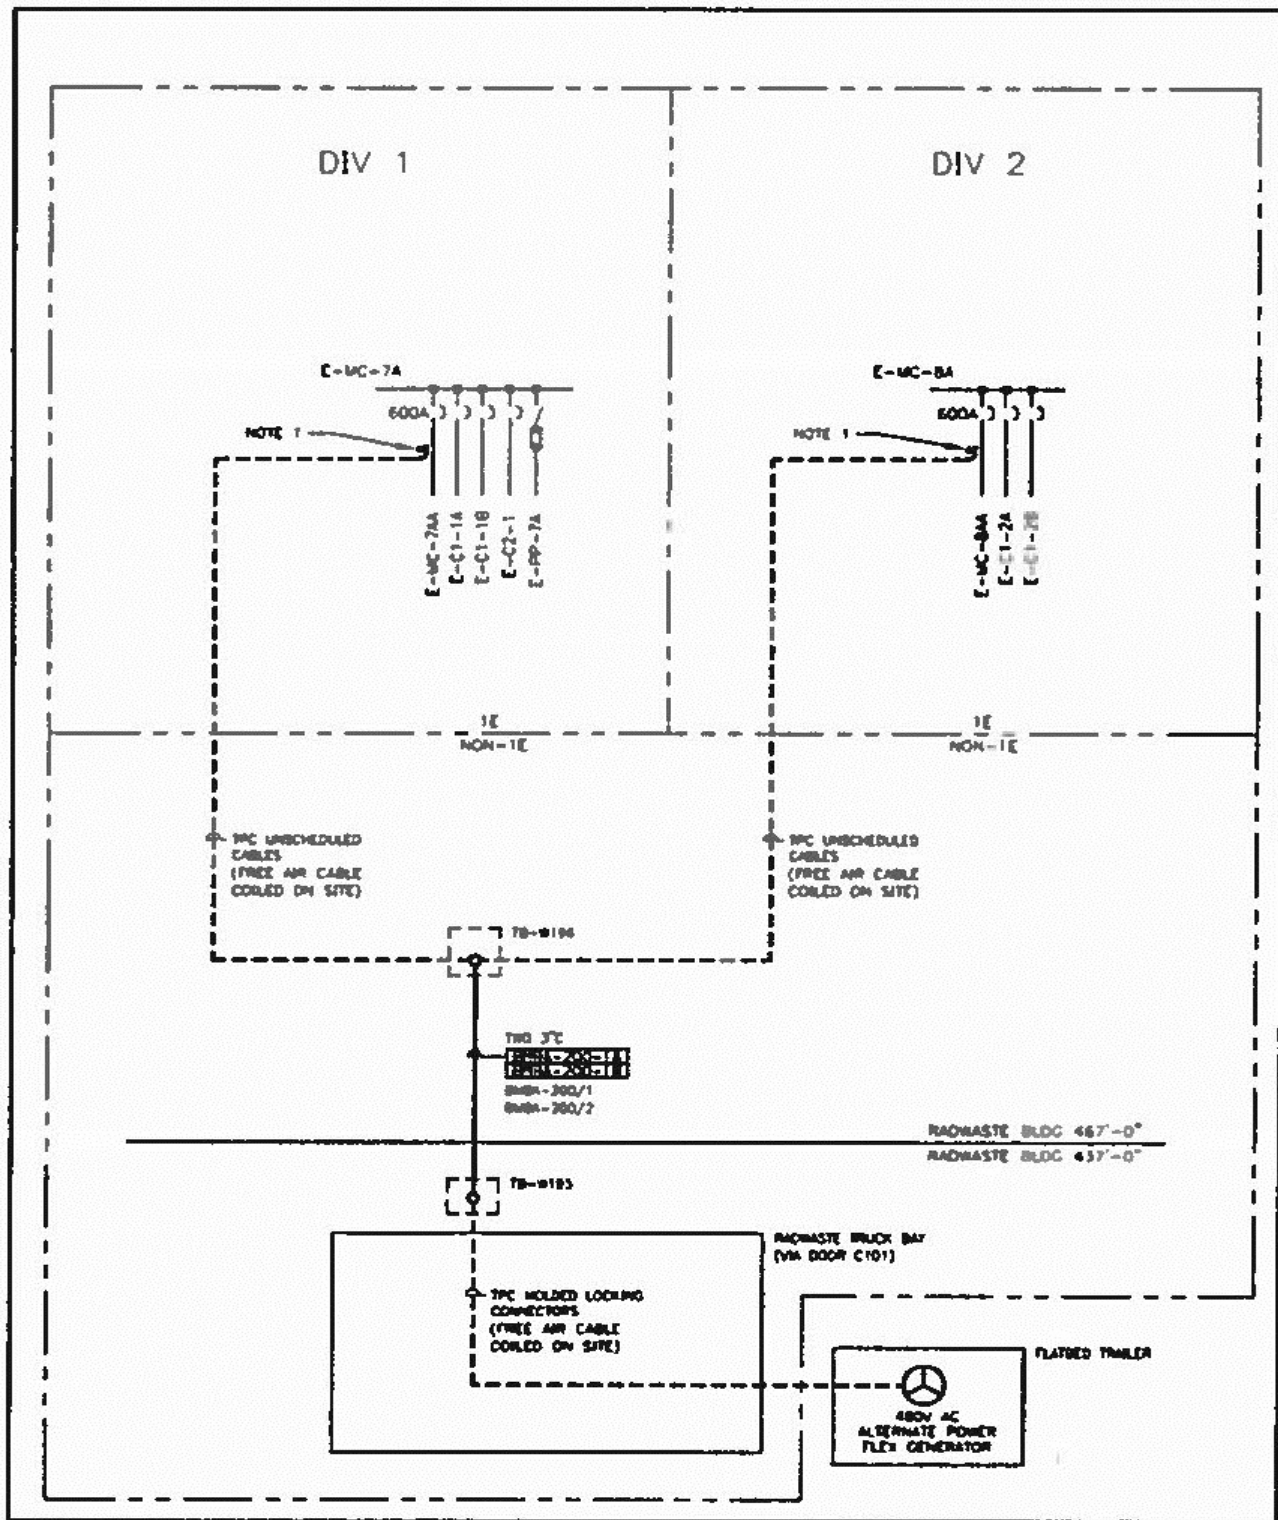 DIV 1
DIV 2
E-MC-7A
E-MC-8A
600A
600A
NOTE 1
NOTE 1
E-MC-7AA
E-C1-1A
E-C1-1B
E-C2-1
E-PP-7A
E-MC-8AA
E-C1-2A
E-C1-2B
1E
NON-1E
1E
NON-1E
TPC UNSCHEDULED
CABLES
(FREE AIR CABLE
COILED ON SITE)
TPC UNSCHEDULED
CABLES
(FREE AIR CABLE
COILED ON SITE)
TWO 3"C
RADWASTE BLDG 467'-0"
RADWASTE BLDG 437'-0"
RADWASTE TRUCK BAY
(VIA DOOR C101)
TPC MOLDED LOCKING
CONNECTORS
(FREE AIR CABLE
COILED ON SITE)
FLATBED TRAILER
480V AC
ALTERNATE POWER
FLEX GENERATOR